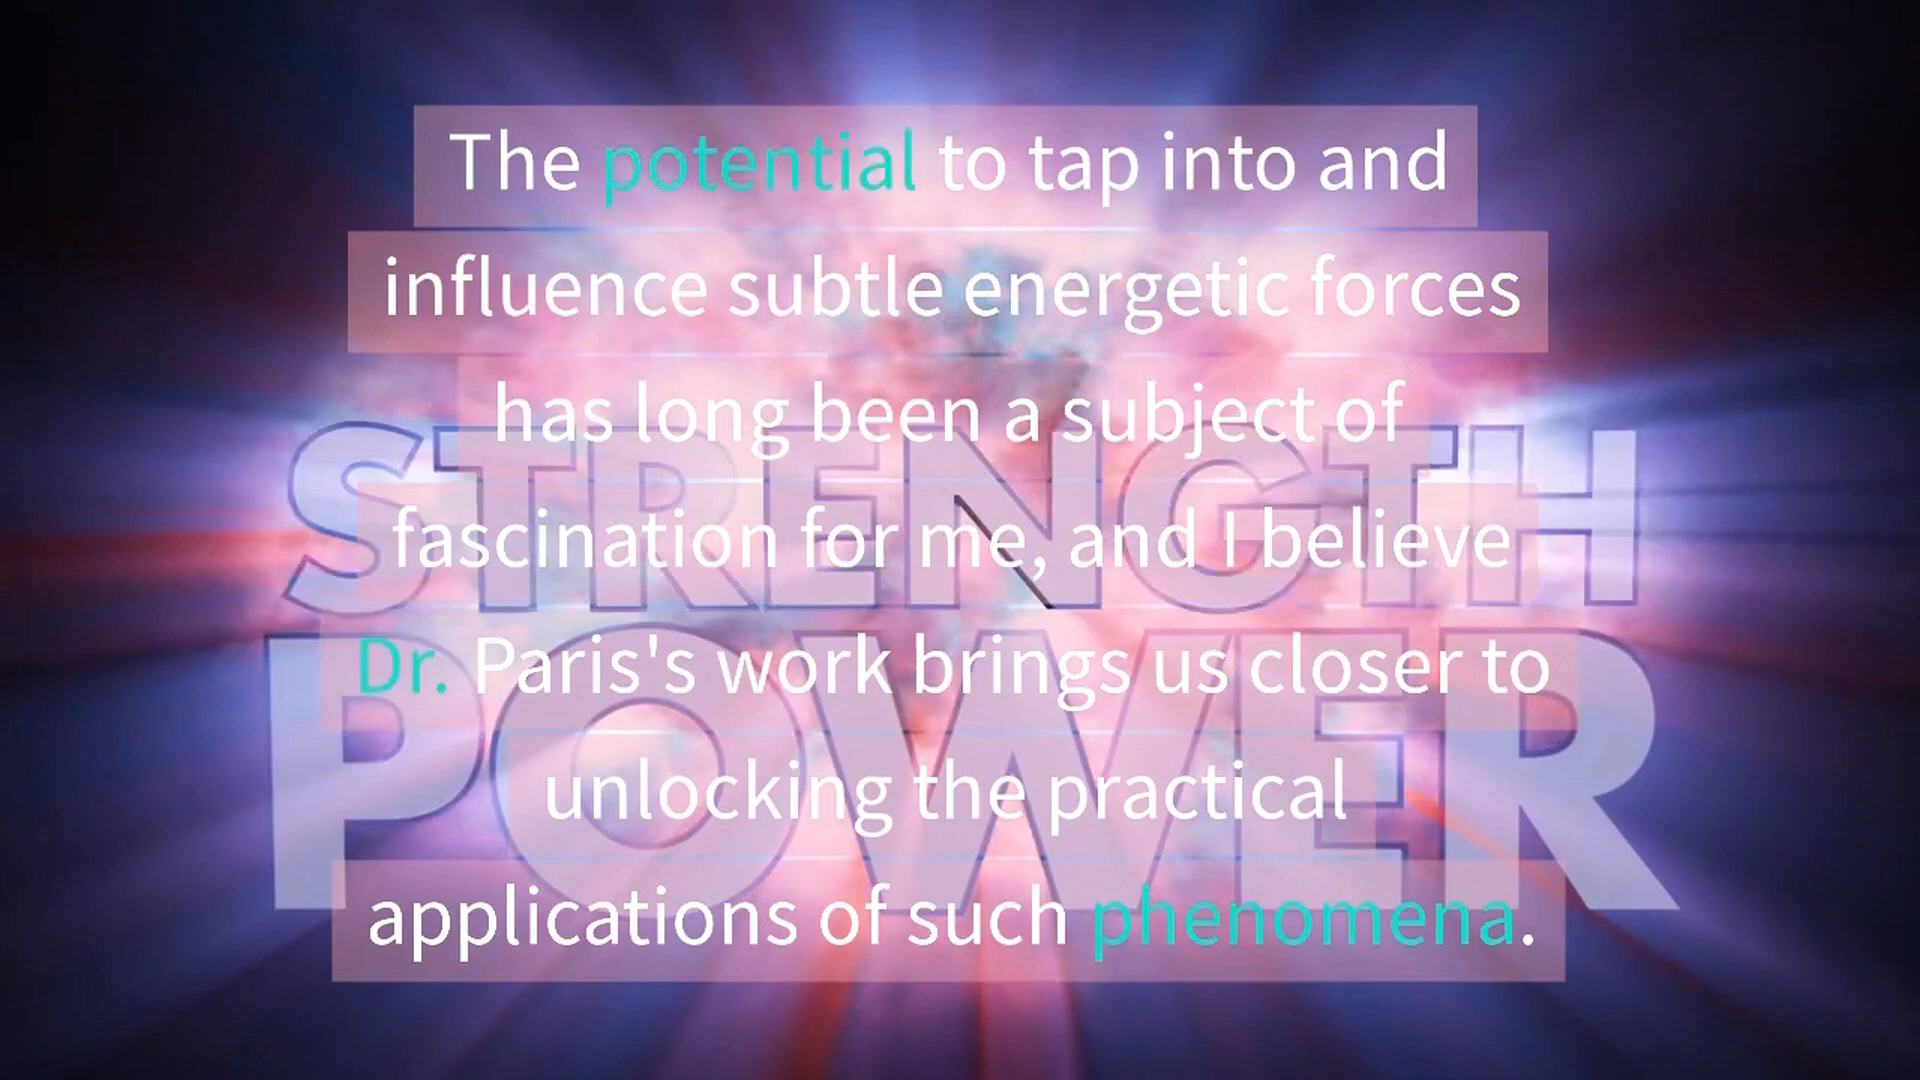 The potential to tap into and
influence subtle energetic forces
has long been a subject of
fascination for me, and I believe
Dr. Paris's work brings us closer to
unlocking the practical
applications of such phenomena.
STRENGTH
POWER